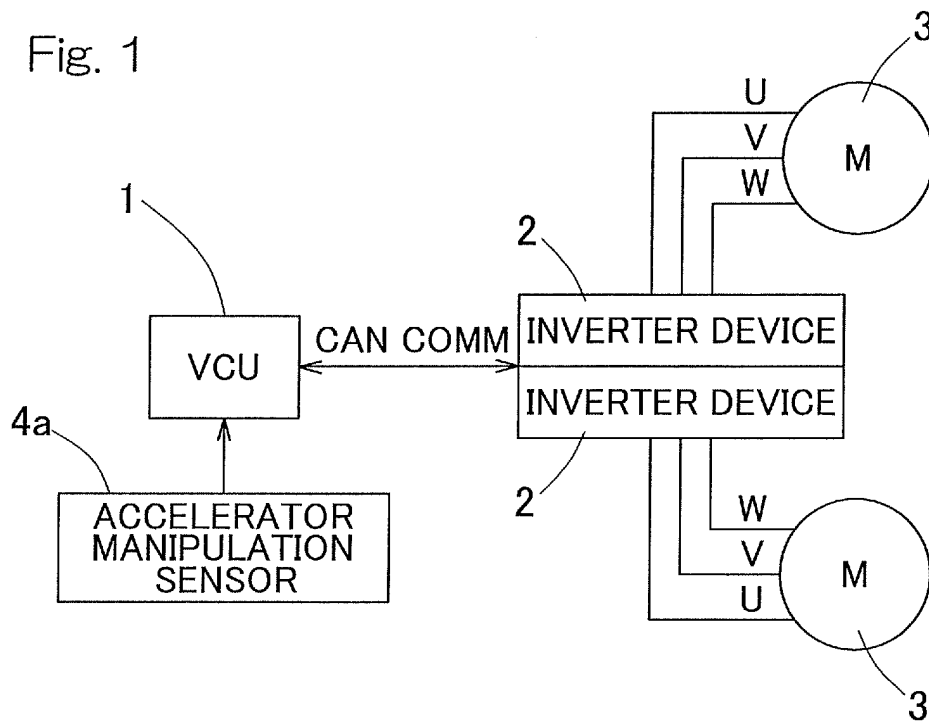 Fig. 1
3
U
V
W
M
1
2
VCU
CAN COMM
INVERTER DEVICE
INVERTER DEVICE
4a
2
ACCELERATOR
MANIPULATION
SENSOR
W
V
U
M
3